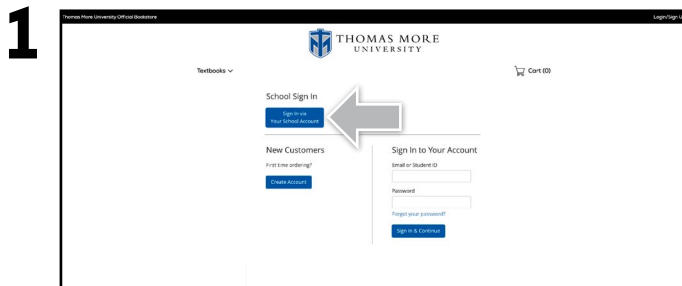 1
Thomas More University Official Bookstore
Login/Sign U
THOMAS MORE
UNIVERSITY
Textbooks
Cart (0)
School Sign In
Sign In via
Your School Account
New Customers
First time ordering?
Create Account
Sign In to Your Account
Email or Student ID
Password
Forgot your password?
Sign In & Continue